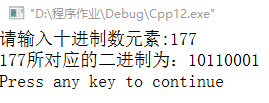 "D:\程序作业\Debug\Cpp12.exe"
请输入十进制数元素:177
177所对应的二进制为：10110001
Press any key to continue